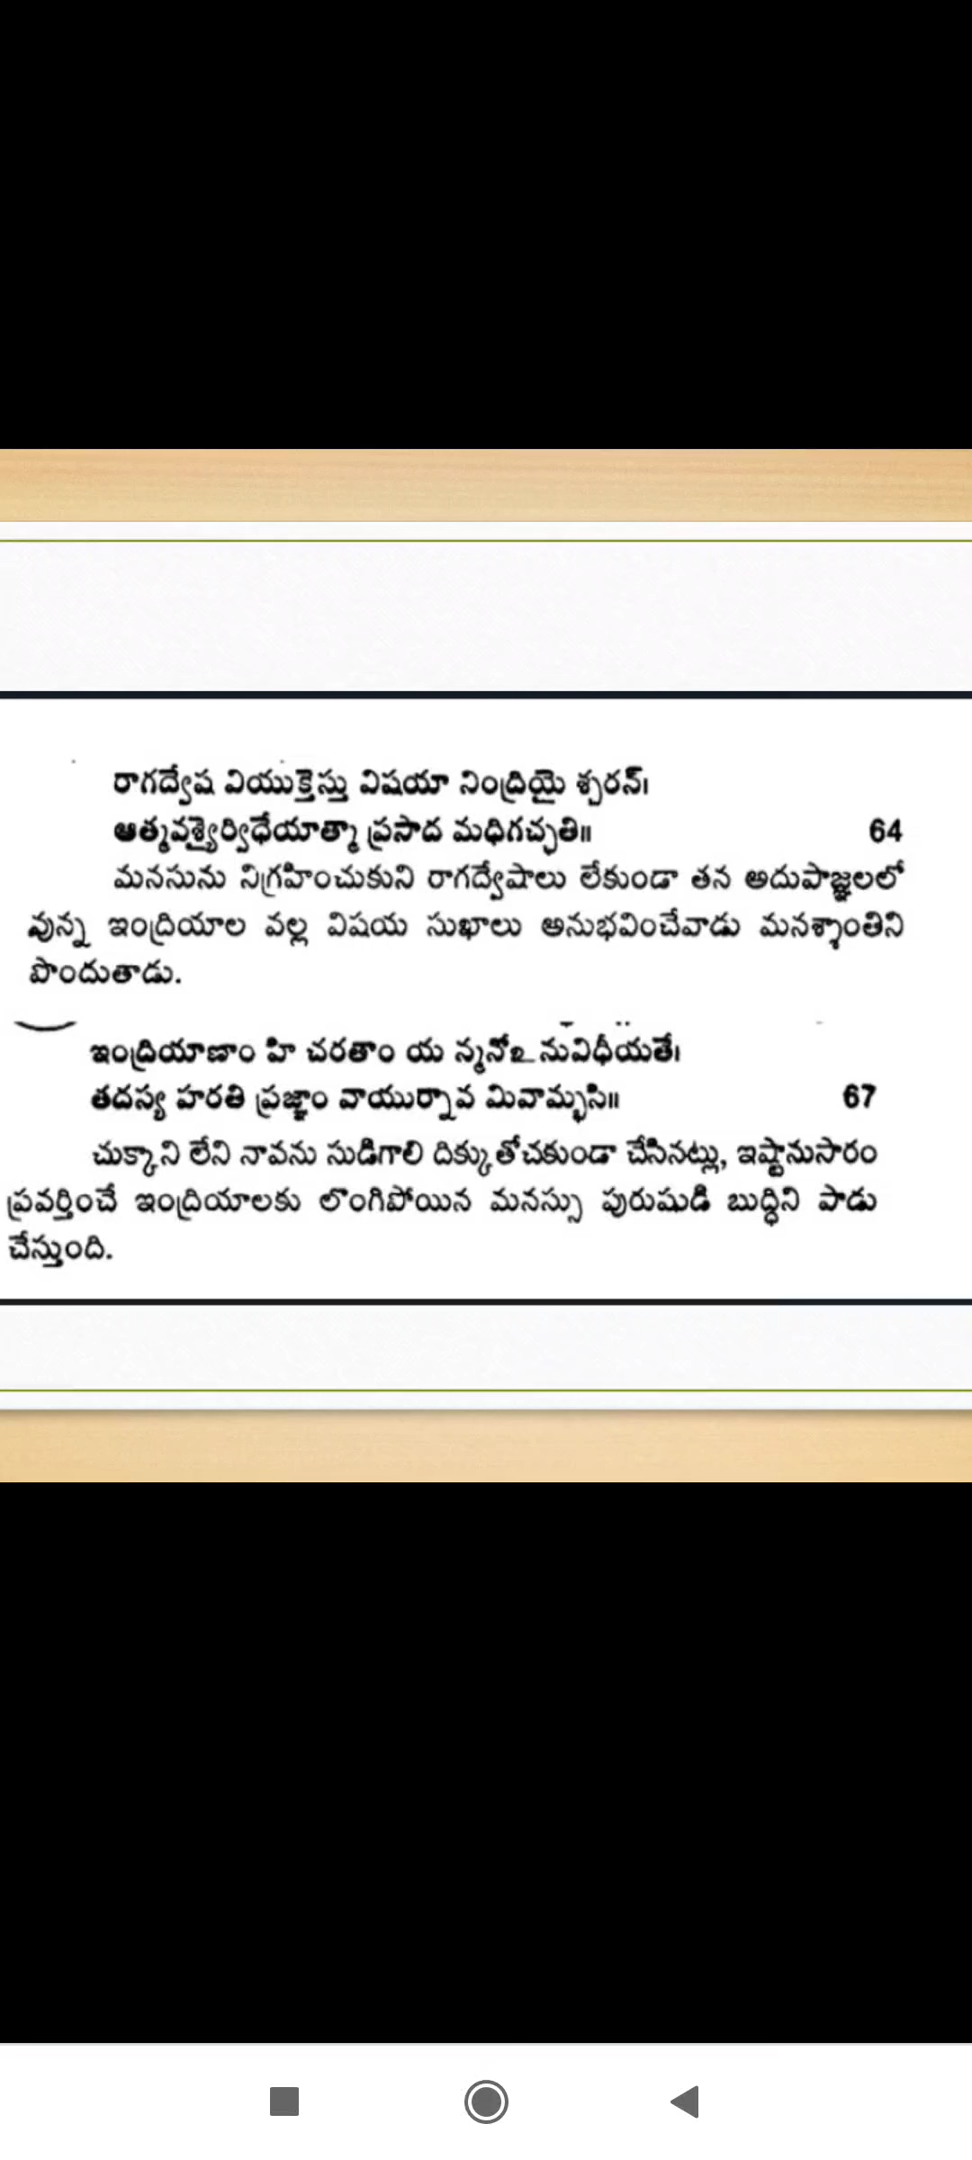 రాగద్వేష వియుక్తైస్తు విషయా నింద్రియై శ్చరన్।
ఆత్మవశ్యైర్విధేయాత్మా ప్రసాద మధిగచ్ఛతి॥ 64
మనసును నిగ్రహించుకుని రాగద్వేషాలు లేకుండా తన అదుపాజ్ఞలలో
వున్న ఇంద్రియాల వల్ల విషయ సుఖాలు అనుభవించేవాడు మనశ్శాంతిని
పొందుతాడు.
ఇంద్రియాణాం హి చరతాం య న్మనోఽ నువిధీయతే।
తదస్య హరతి ప్రజ్ఞాం వాయుర్నావ మివామ్భసి॥ 67
చుక్కాని లేని నావను సుడిగాలి దిక్కుతోచకుండా చేసినట్లు, ఇష్టానుసారం
ప్రవర్తించే ఇంద్రియాలకు లొంగిపోయిన మనస్సు పురుషుడి బుద్ధిని పాడు
చేస్తుంది.